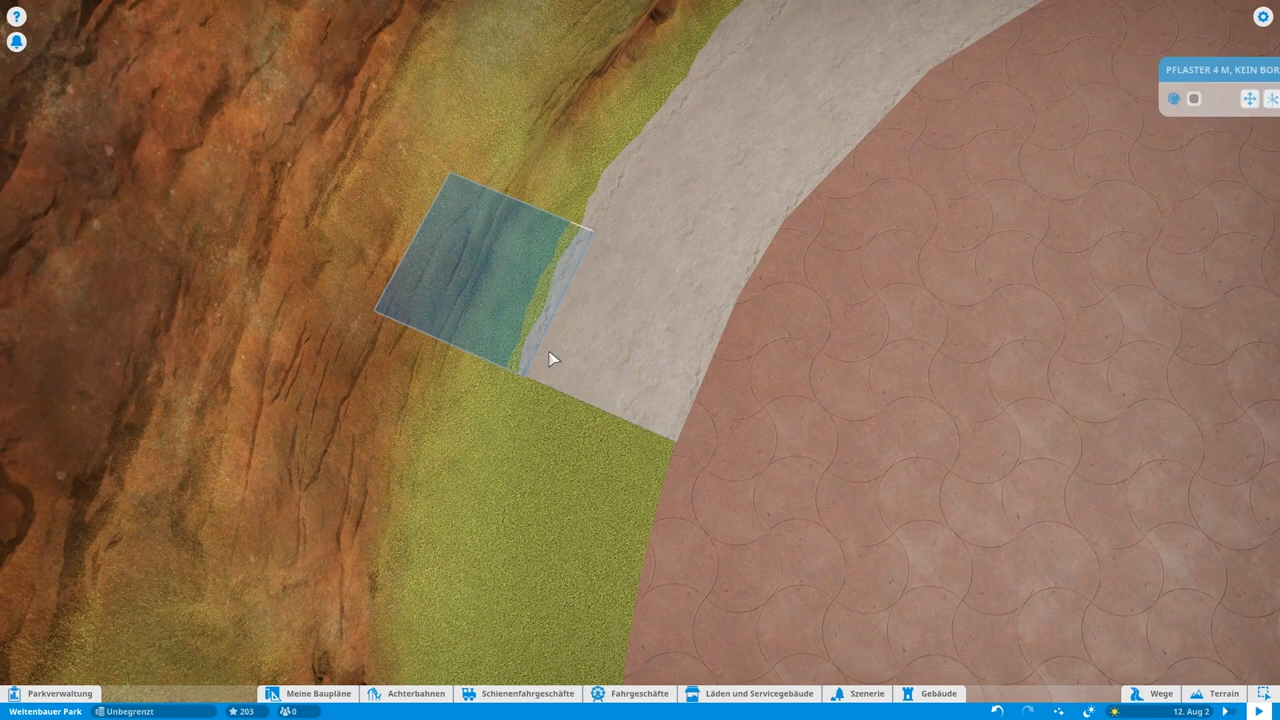 ?
PFLASTER 4 M, KEIN BOR
Parkverwaltung
Meine Baupläne
Achterbahnen
Schienenfahrgeschäfte
Fahrgeschäfte
Läden und Servicegebäude
Szenerie
Gebäude
Wege
Terrain
Weltenbauer Park
Unbegrenzt
203
0
12. Aug 2